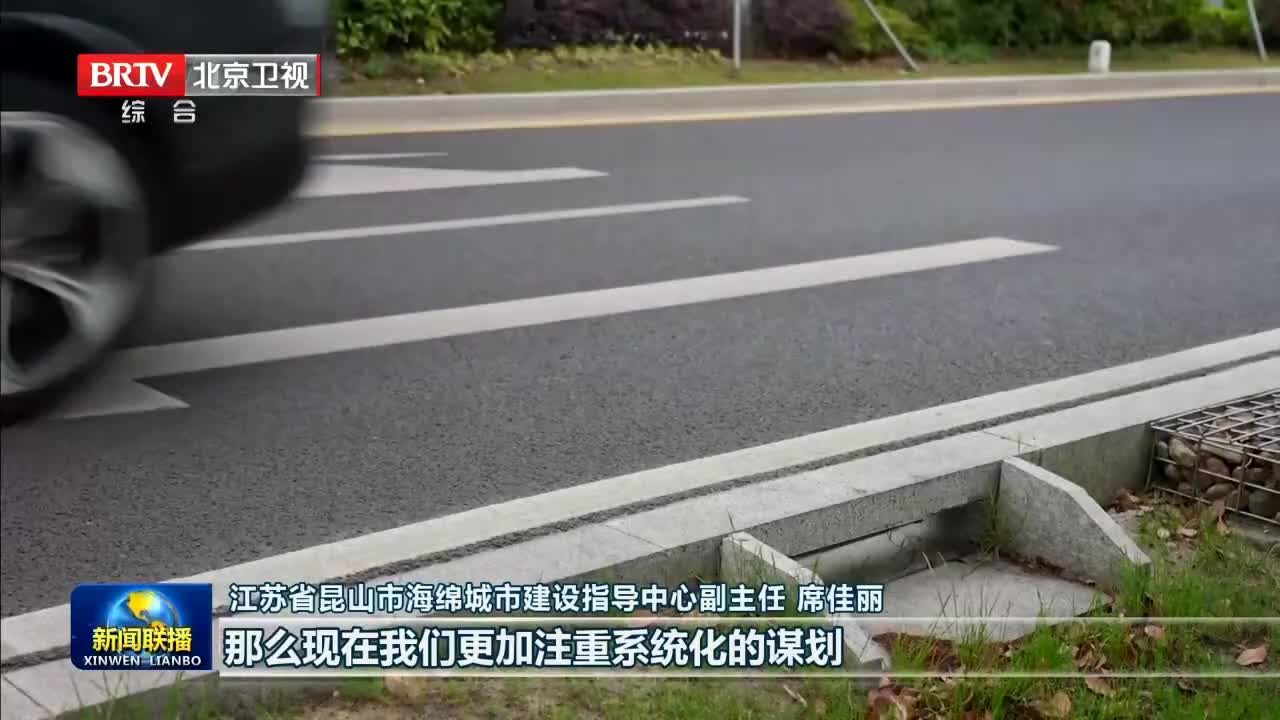 BRTV 北京卫视
综 合
江苏省昆山市海绵城市建设指导中心副主任 席佳丽
新闻联播
XINWEN LIANBO
那么现在我们更加注重系统化的谋划